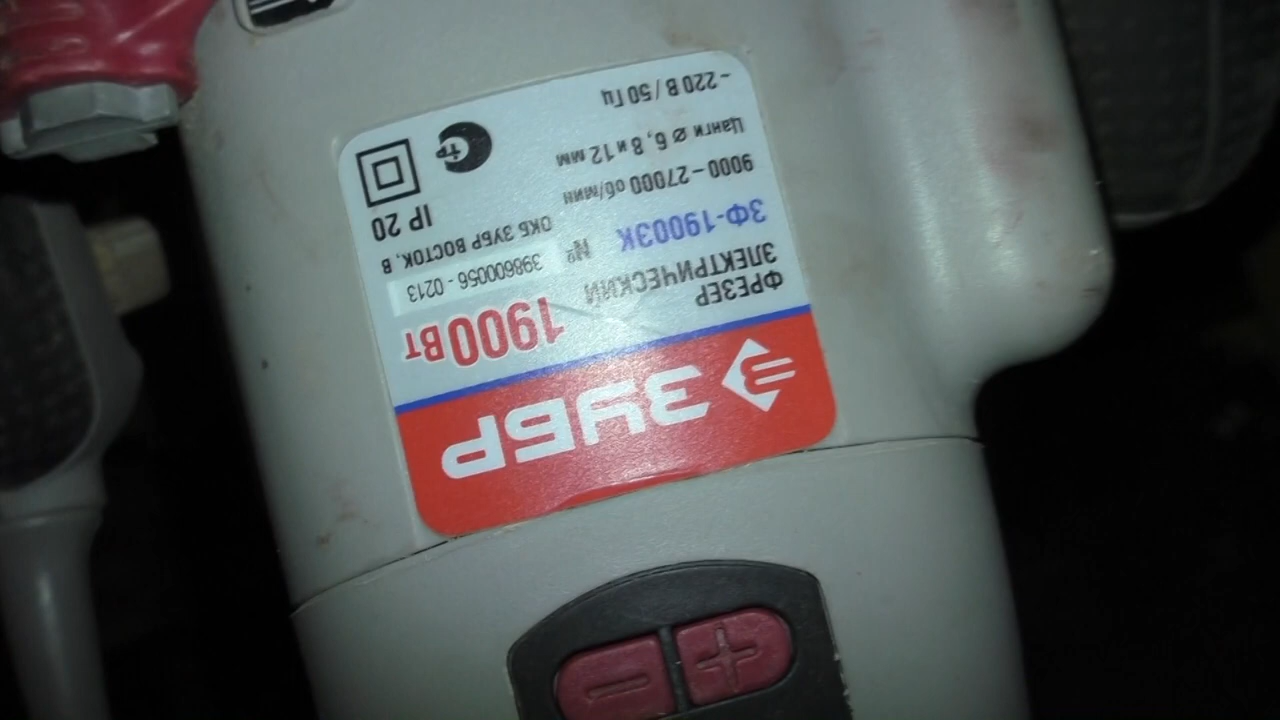 ЗУБР
ФРЕЗЕР
ЭЛЕКТРИЧЕСКИЙ
1900Вт
ЗФ-1900ЭК
№ 398600056 - 0213
9000 – 27000 об/мин
ОКБ ЗУБР ВОСТОК, В
Цанги ⌀ 6, 8 и 12 мм
IP 20
~220 В / 50 Гц
− +